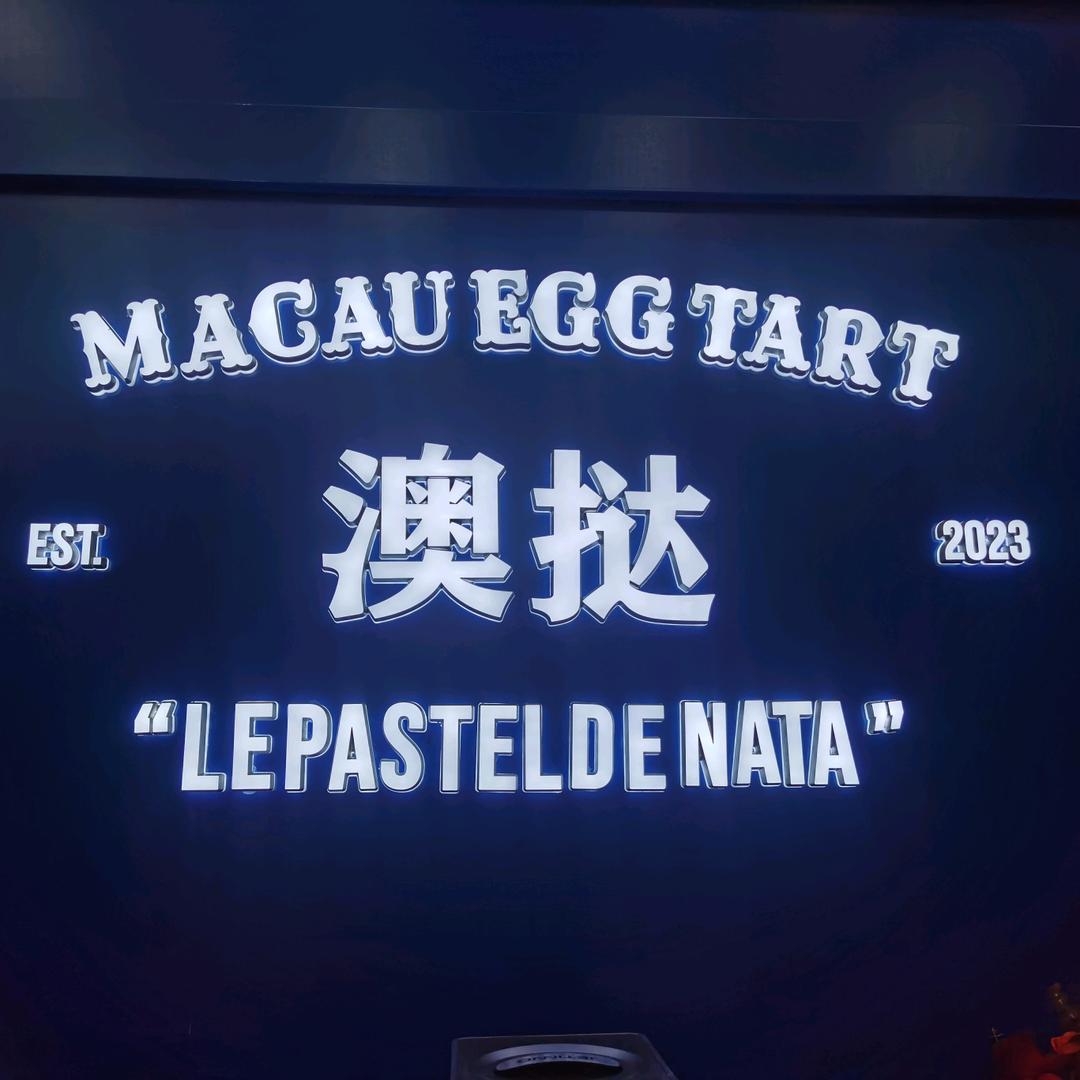 MACAU EGG TART
澳挞
EST. 2023
“LE PASTEL DE NATA”